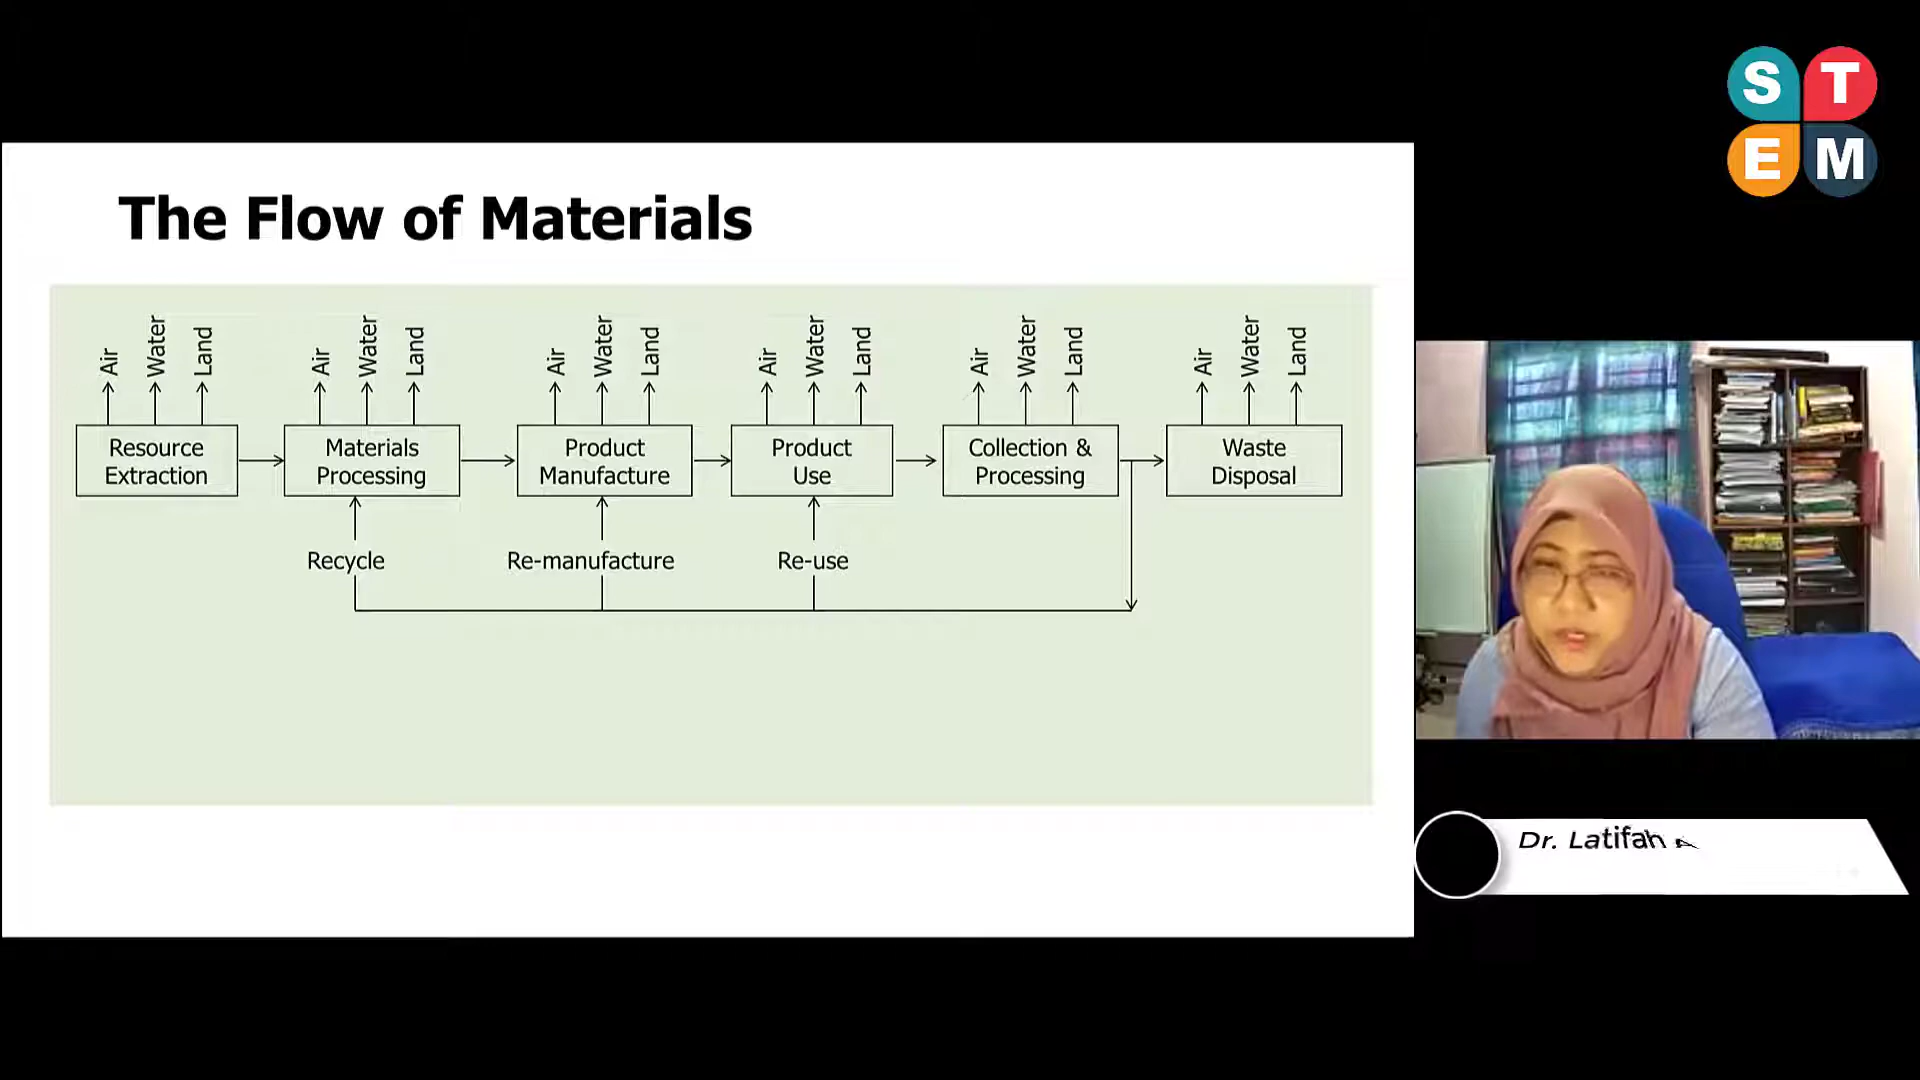 S T
E M
The Flow of Materials
Air Water Land Air Water Land Air Water Land Air Water Land Air Water Land Air Water Land
Resource Extraction
Materials Processing
Product Manufacture
Product Use
Collection & Processing
Waste Disposal
Recycle
Re-manufacture
Re-use
Dr. Latifah